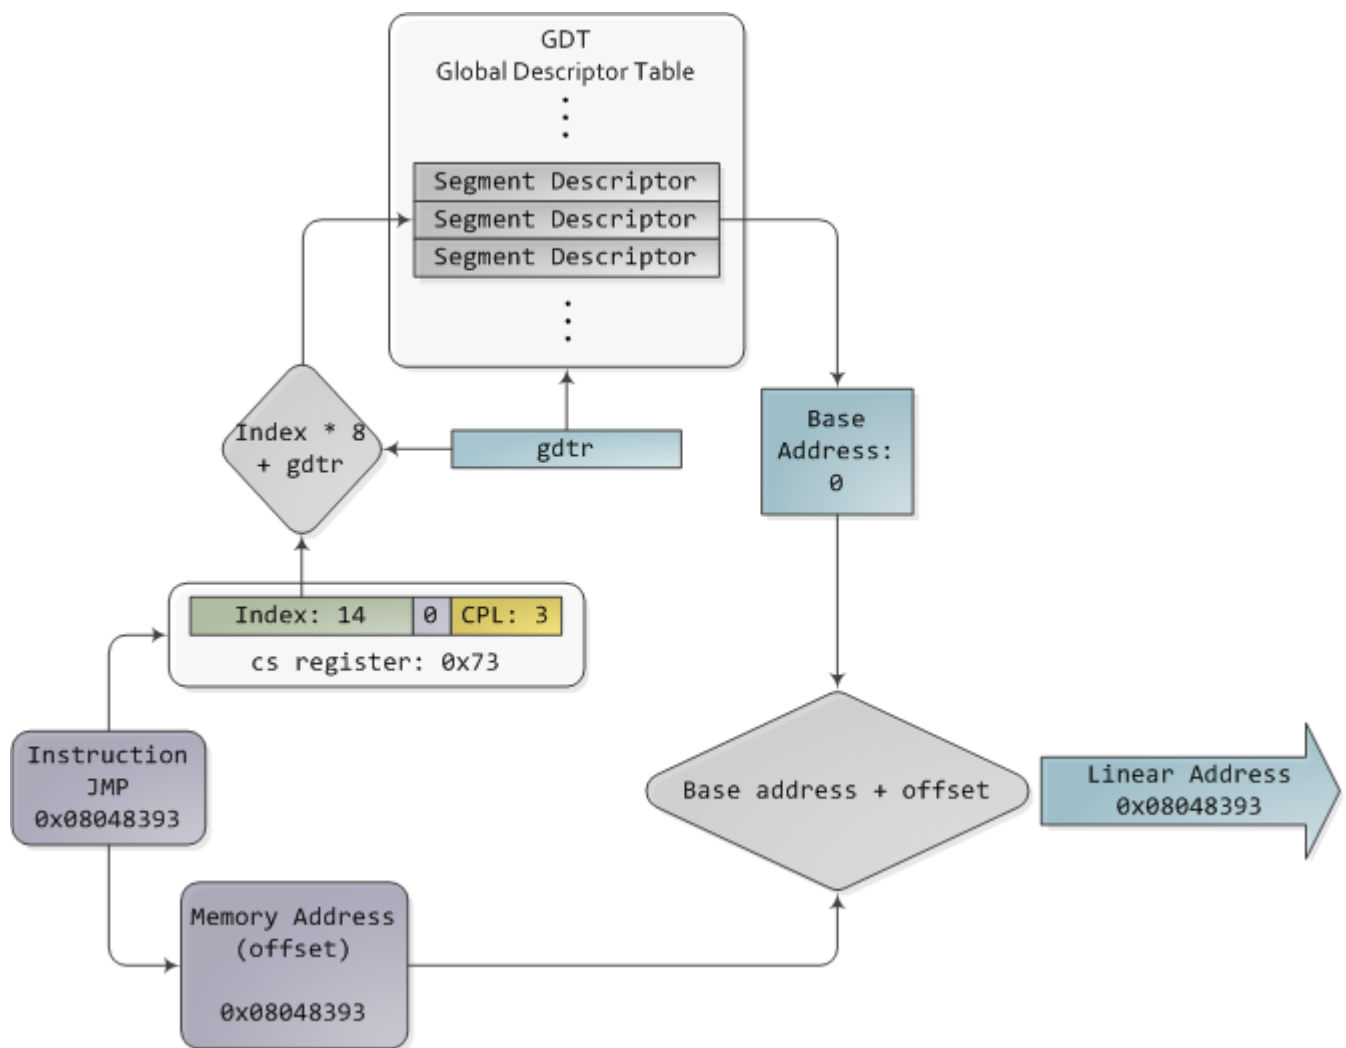 GDT
Global Descriptor Table
Segment Descriptor
Segment Descriptor
Segment Descriptor
Index * 8
+ gdtr
gdtr
Base
Address:
0
Index: 14 0 CPL: 3
cs register: 0x73
Instruction
JMP
0x08048393
Base address + offset
Linear Address
0x08048393
Memory Address
(offset)
0x08048393